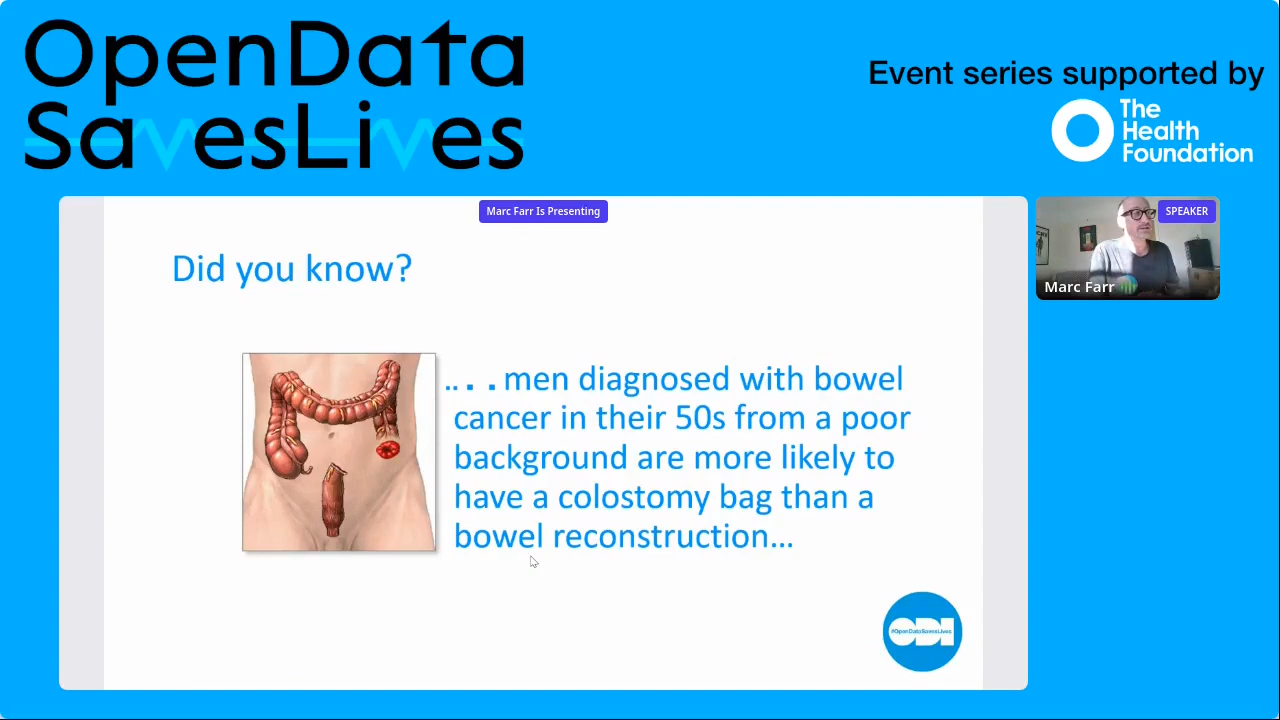 OpenData
SavesLives
Event series supported by
The
Health
Foundation
Marc Farr Is Presenting
SPEAKER
Marc Farr
Did you know?
.. . . men diagnosed with bowel
cancer in their 50s from a poor
background are more likely to
have a colostomy bag than a
bowel reconstruction...
ODI
#OpenDataSavesLives